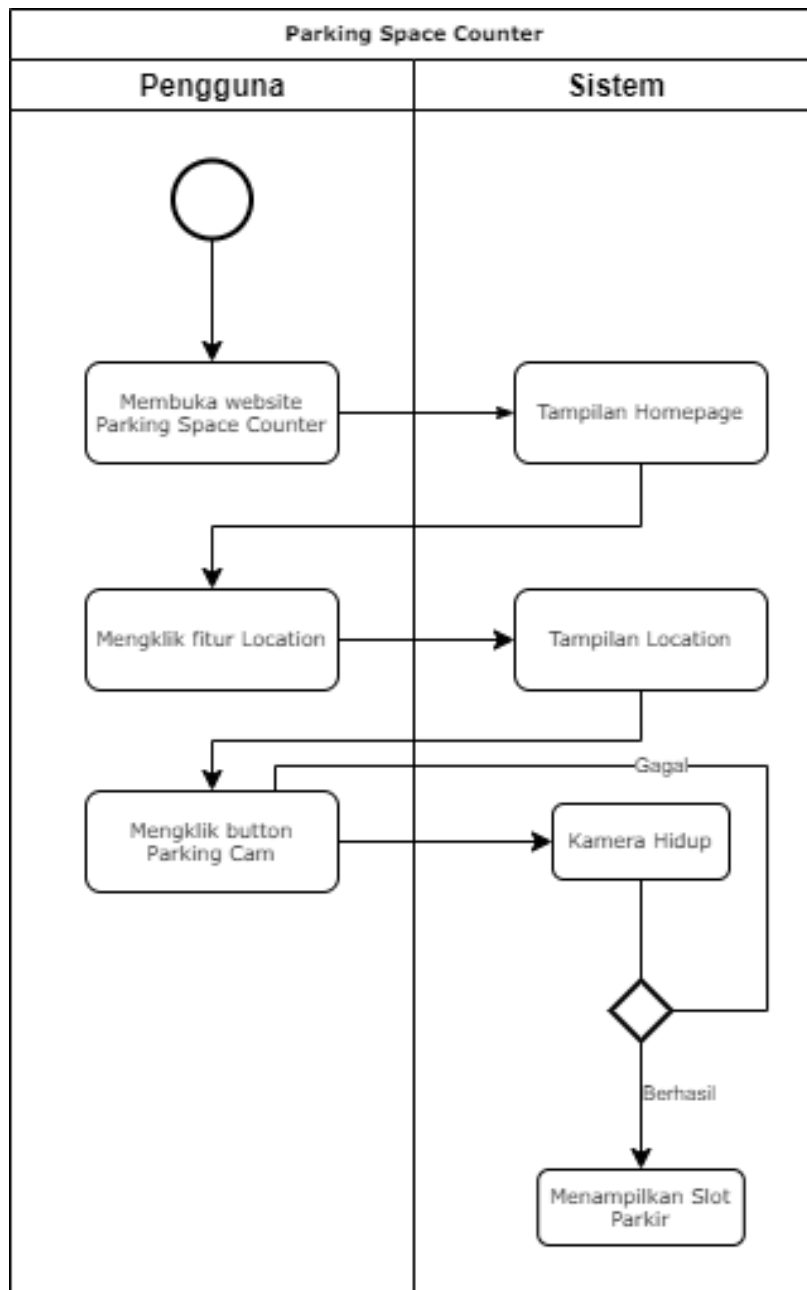 Parking Space Counter
Pengguna
Sistem
Membuka website
Parking Space Counter
Tampilan Homepage
Mengklik fitur Location
Tampilan Location
Gagal
Mengklik button
Parking Cam
Kamera Hidup
Berhasil
Menampilkan Slot
Parkir